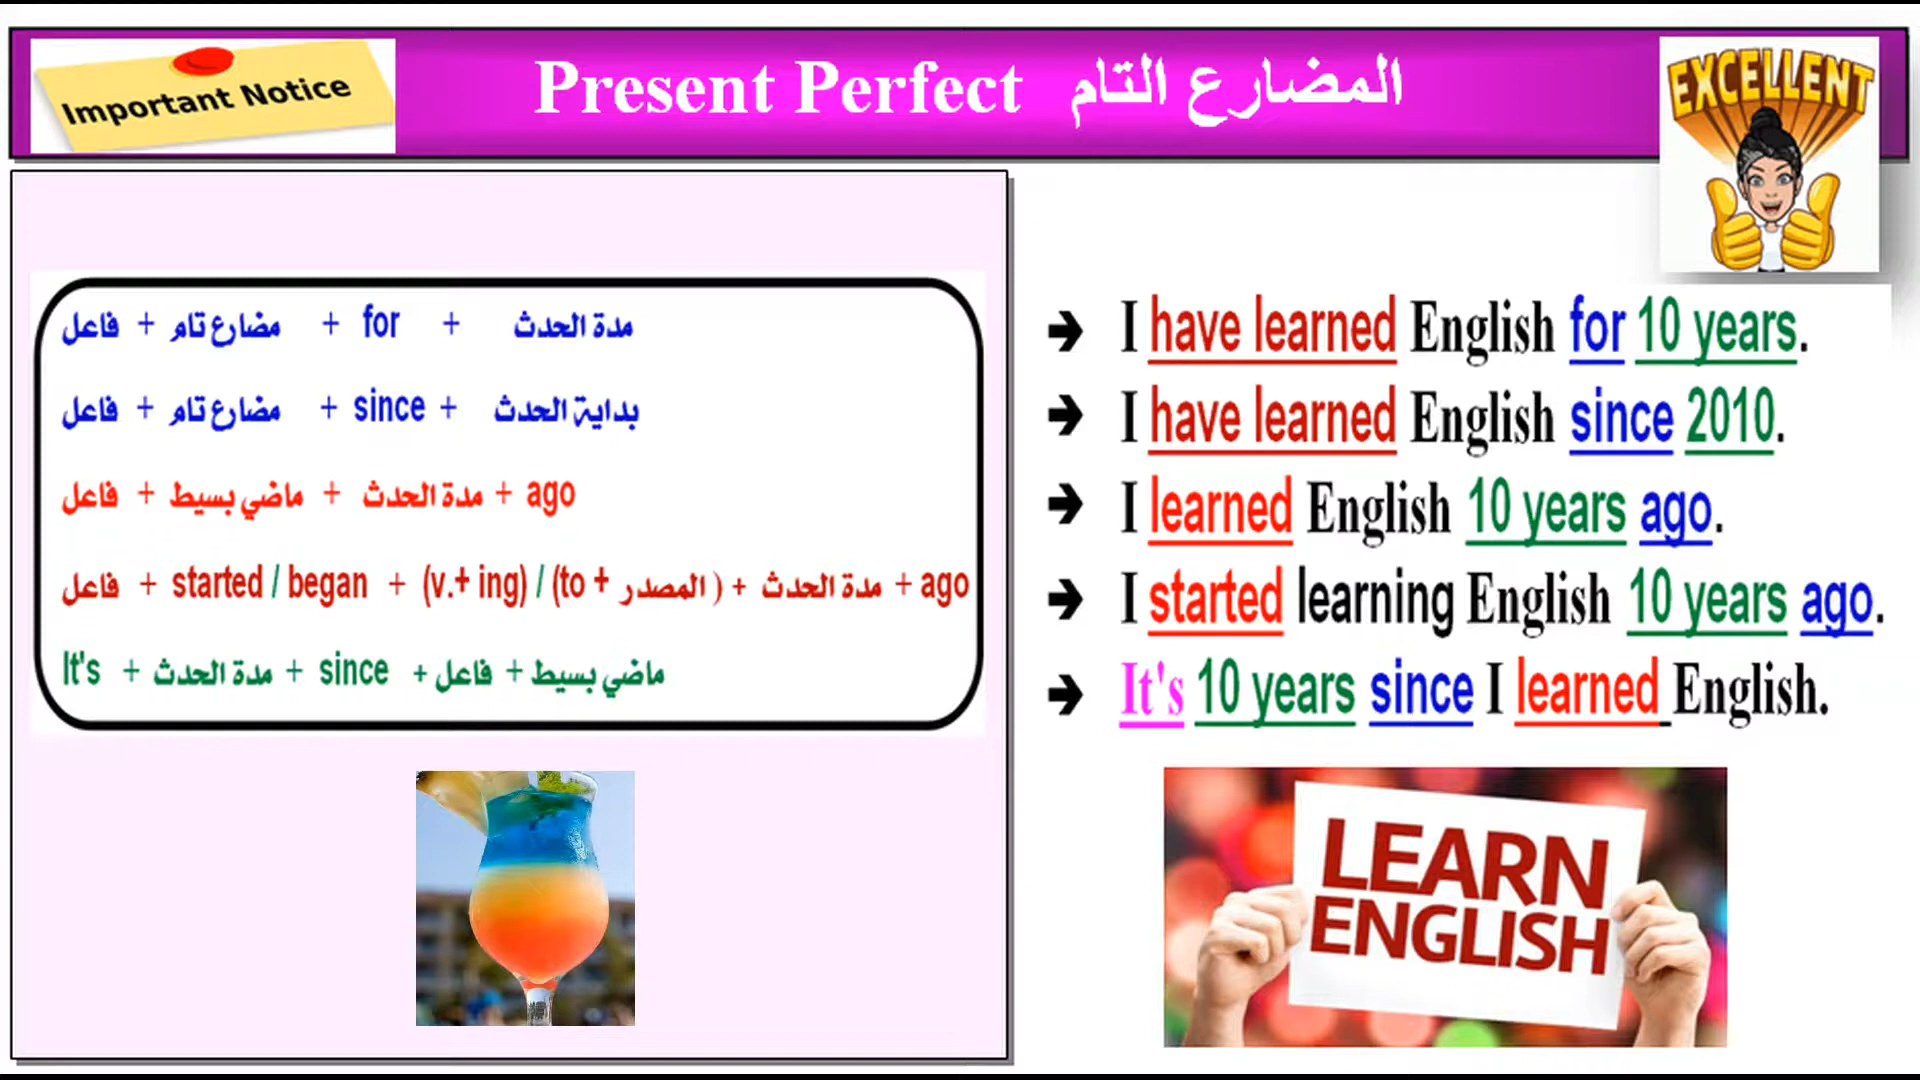 Important Notice
Present Perfect المضارع التام
EXCELLENT
فاعل + مضارع تام + for + مدة الحدث
فاعل + مضارع تام + since + بداية الحدث
فاعل + ماضي بسيط + مدة الحدث + ago
فاعل + started / began + (v.+ ing) / (to + المصدر ) + مدة الحدث + ago
It's + مدة الحدث + since + فاعل + ماضي بسيط
➔ I have learned English for 10 years.
➔ I have learned English since 2010.
➔ I learned English 10 years ago.
➔ I started learning English 10 years ago.
➔ It's 10 years since I learned English.
LEARN
ENGLISH